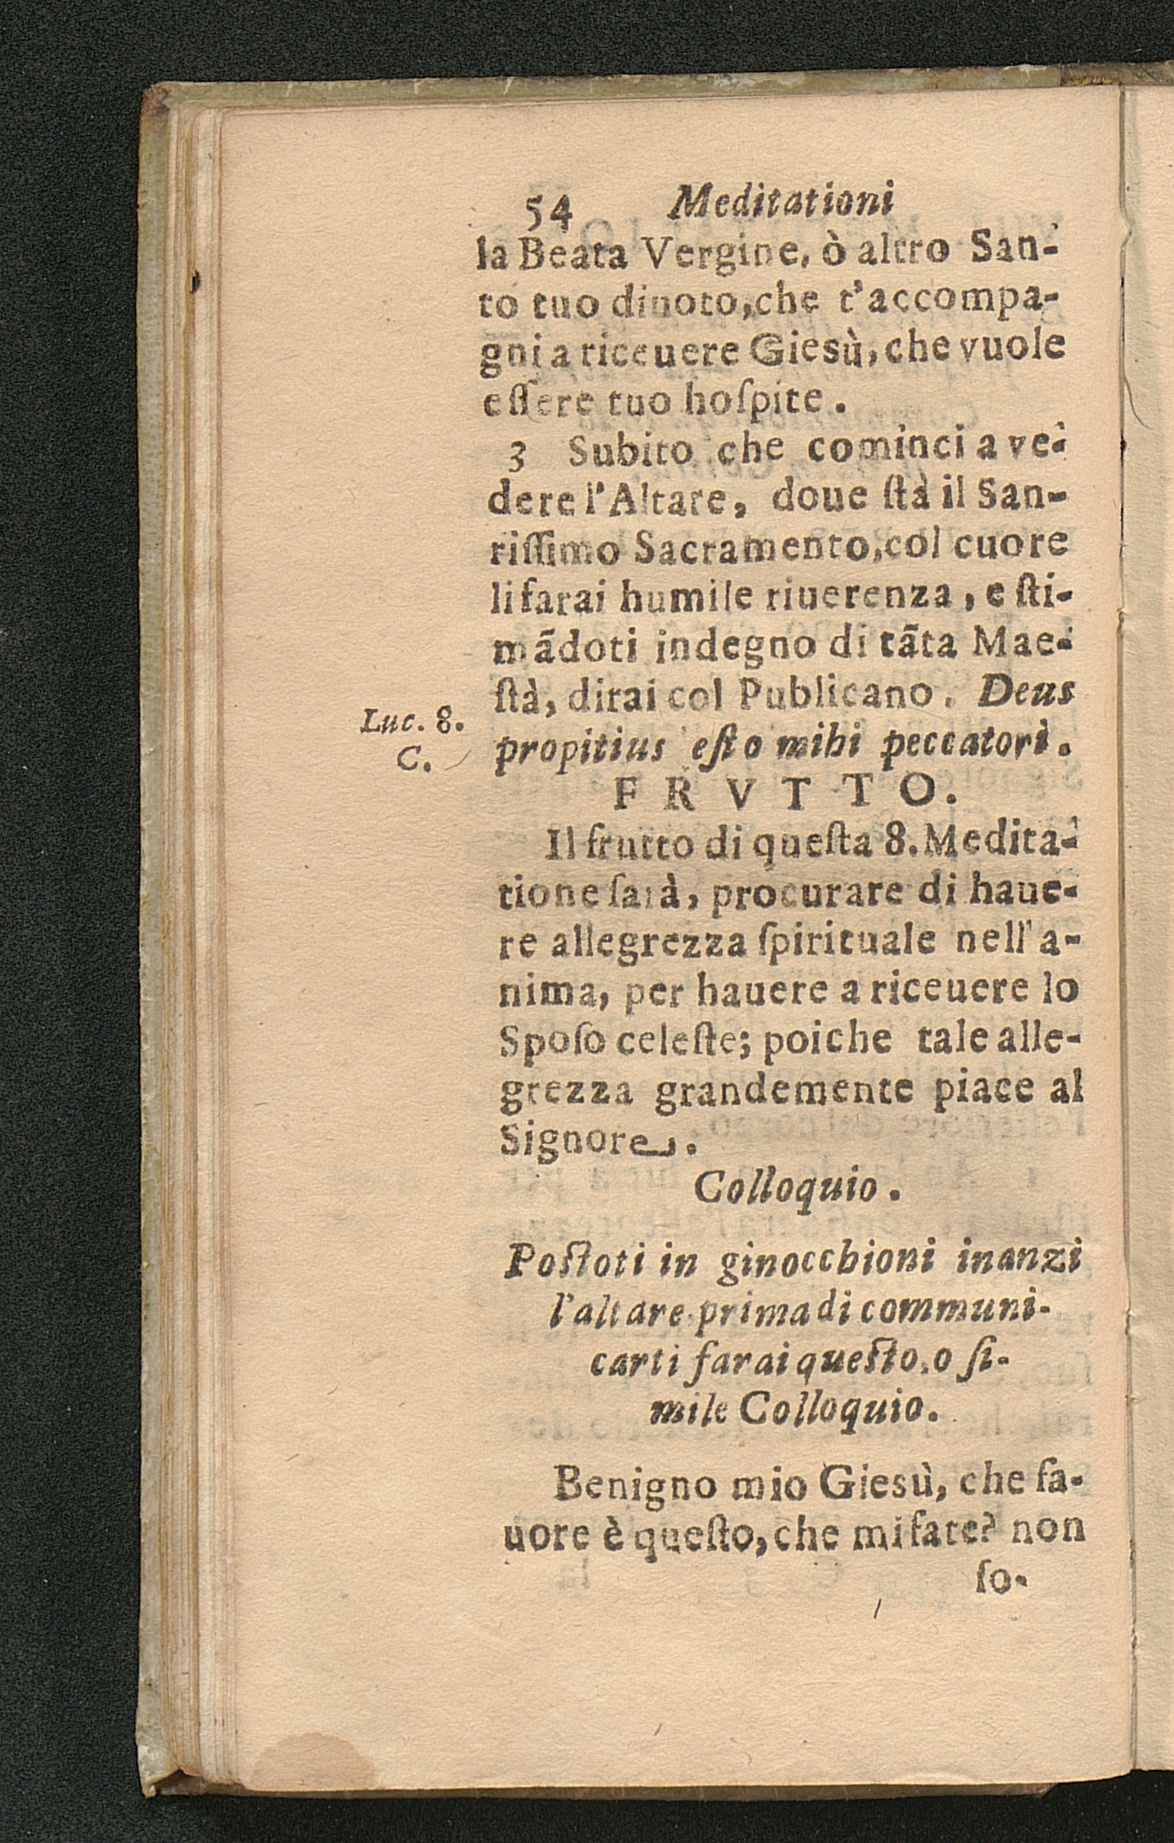 54 Meditationi
la Beata Vergine, ò altro San-
to tuo diuoto, che t'accompa-
gni a riceuere Giesù, che vuole
eſſere tuo hoſpite.
3 Subito che cominci a ve-
dere l'Altare, doue ſtà il San-
tiſſimo Sacramento, col cuore
li farai humile riuerenza, e ſti-
mãdoti indegno di tãta Mae-
ſtà, dirai col Publicano. Deus
propitius eſto mihi peccatori.
Luc. 8.
C.
FRVTTO.
Il frutto di queſta 8. Medita-
tione ſarà, procurare di haue-
re allegrezza ſpirituale nell'a-
nima, per hauere a riceuere lo
Spoſo celeſte; poiche tale alle-
grezza grandemente piace al
Signore.
Colloquio.
Poſtoti in ginocchioni inanzi
l'altare prima di communi-
carti farai queſto, o ſi-
mile Colloquio.
Benigno mio Giesù, che fa-
uore è queſto, che mi fate? non
ſo-